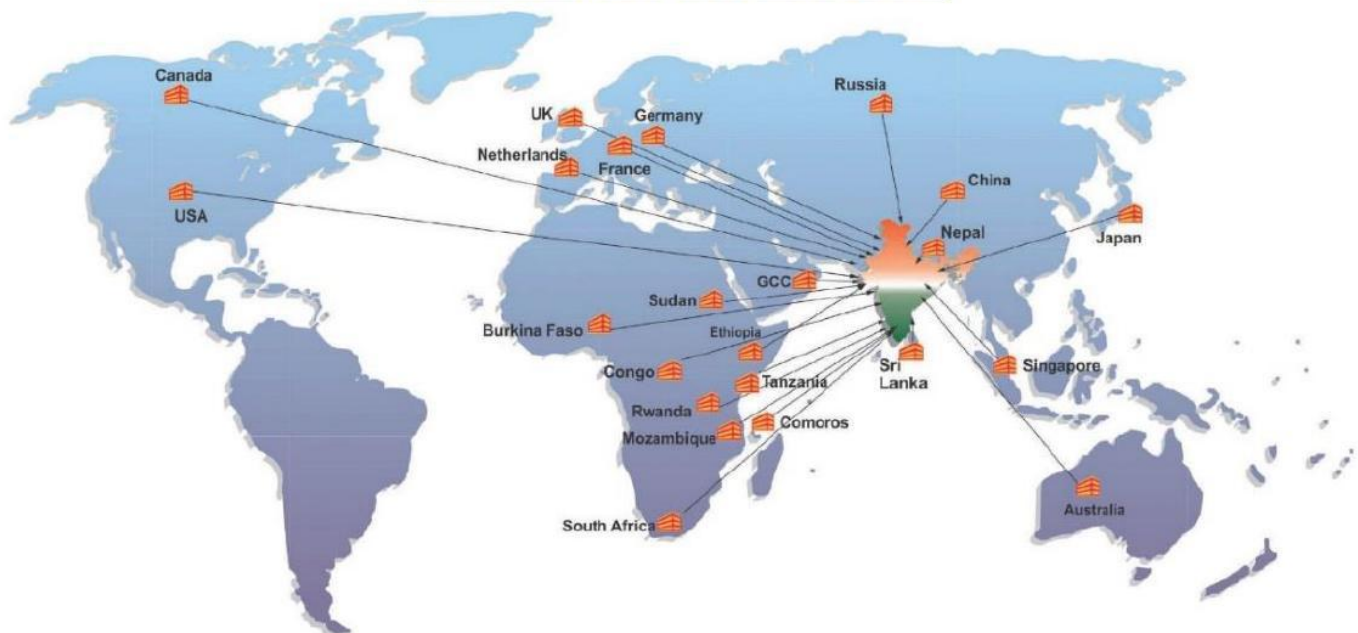 Canada
Russia
UK
Germany
Netherlands
France
China
USA
Nepal
Japan
GCC
Sudan
Burkina Faso
Ethiopia
Congo
Sri
Lanka
Singapore
Tanzania
Rwanda
Comoros
Mozambique
Australia
South Africa